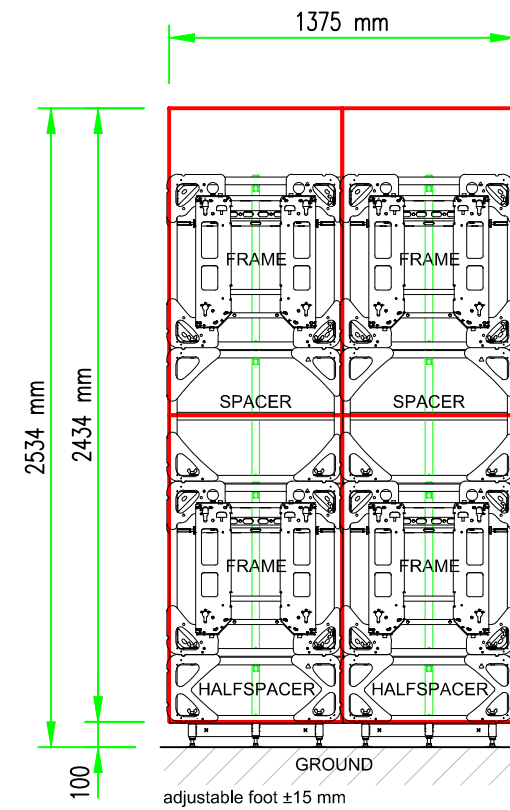 1375 mm
2534 mm
2434 mm
FRAME FRAME
SPACER SPACER
FRAME FRAME
HALFSPACER HALFSPACER
100
GROUND
adjustable foot ±15 mm